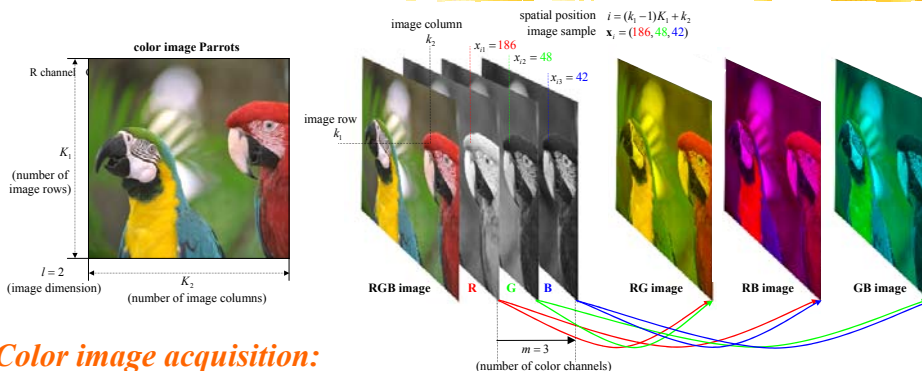 color image Parrots
R channel
K1
(number of
image rows)
l = 2
(image dimension)
K2
(number of image columns)
image column
k2
spatial position i = (k1 − 1)K1 + k2
image sample xi = (186, 48, 42)
xi1 = 186
xi2 = 48
xi3 = 42
image row
k1
RGB image
R
G
B
RG image
RB image
GB image
m = 3
(number of color channels)
Color image acquisition: